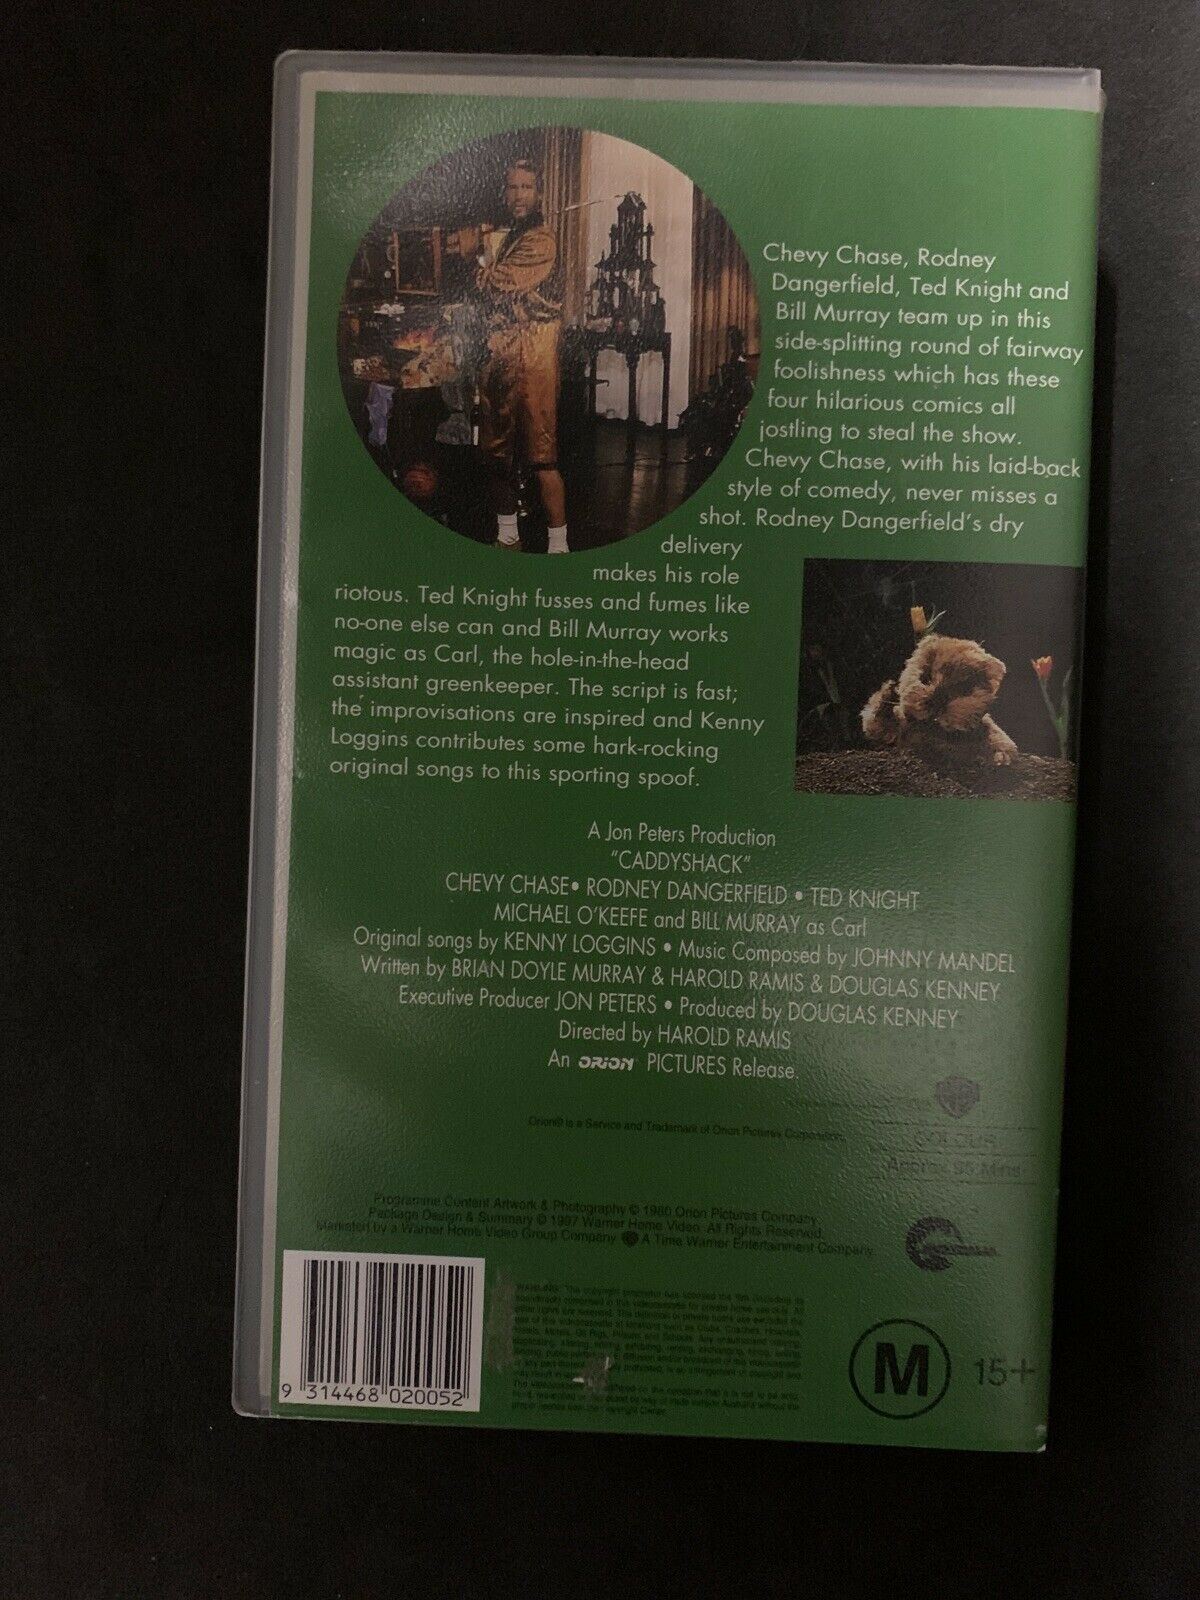 Chevy Chase, Rodney
Dangerfield, Ted Knight and
Bill Murray team up in this
side-splitting round of fairway
foolishness which has these
four hilarious comics all
jostling to steal the show.
Chevy Chase, with his laid-back
style of comedy, never misses a
shot. Rodney Dangerfield's dry
delivery
makes his role
riotous. Ted Knight fusses and fumes like
no-one else can and Bill Murray works
magic as Carl, the hole-in-the-head
assistant greenkeeper. The script is fast;
the improvisations are inspired and Kenny
Loggins contributes some hark-rocking
original songs to this sporting spoof.
A Jon Peters Production
"CADDYSHACK"
CHEVY CHASE• RODNEY DANGERFIELD • TED KNIGHT
MICHAEL O'KEEFE and BILL MURRAY as Carl
Original songs by KENNY LOGGINS • Music Composed by JOHNNY MANDEL
Written by BRIAN DOYLE MURRAY & HAROLD RAMIS & DOUGLAS KENNEY
Executive Producer JON PETERS • Produced by DOUGLAS KENNEY
Directed by HAROLD RAMIS
An ORION PICTURES Release.
Orion® is a Service and Trademark of Orion Pictures Corporation.
COLOUR
Approx. 95 Mins
Programme Content Artwork & Photography © 1980 Orion Pictures Company.
Package Design & Summary © 1997 Warner Home Video. All Rights Reserved.
Marketed by a Warner Home Video Group Company A Time Warner Entertainment Company.
9 314468 020052
M 15+